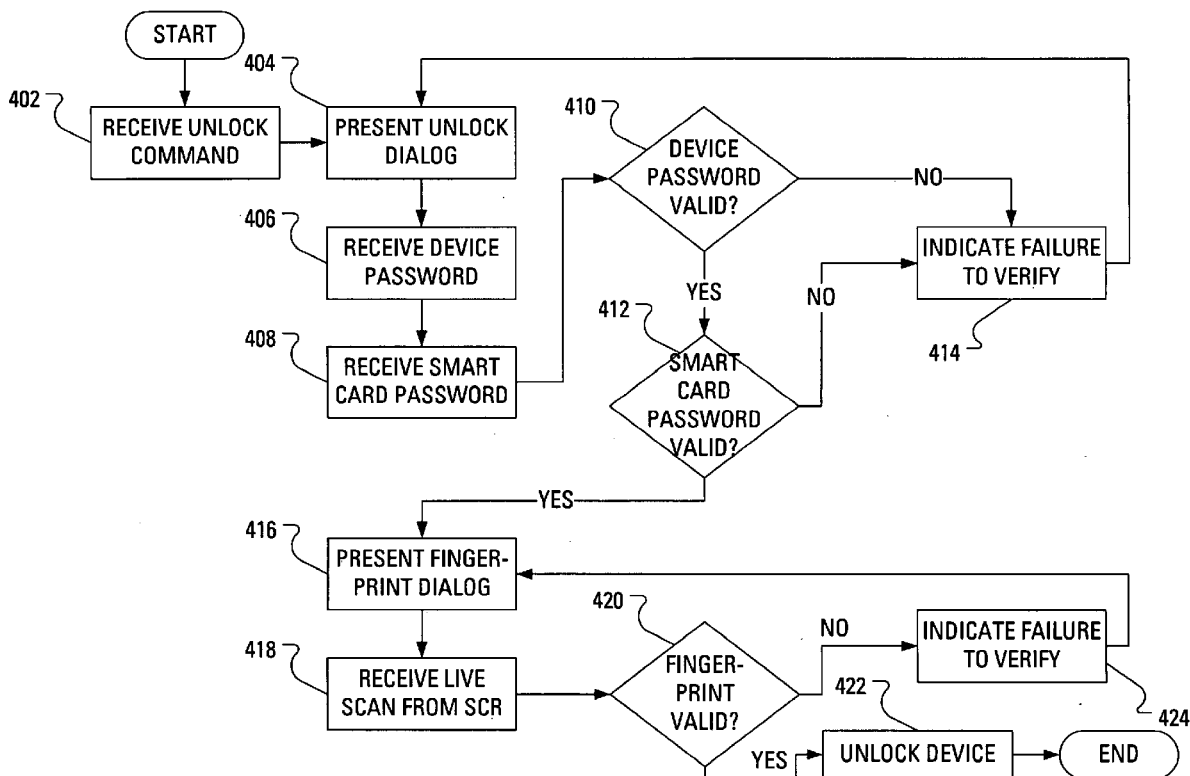 START
402
RECEIVE UNLOCK
COMMAND
404
PRESENT UNLOCK
DIALOG
406
RECEIVE DEVICE
PASSWORD
408
RECEIVE SMART
CARD PASSWORD
410
DEVICE
PASSWORD
VALID?
NO
YES
412
SMART
CARD
PASSWORD
VALID?
NO
INDICATE FAILURE
TO VERIFY
414
YES
416
PRESENT FINGER-
PRINT DIALOG
418
RECEIVE LIVE
SCAN FROM SCR
420
FINGER-
PRINT
VALID?
NO
INDICATE FAILURE
TO VERIFY
424
YES
422
UNLOCK DEVICE
END